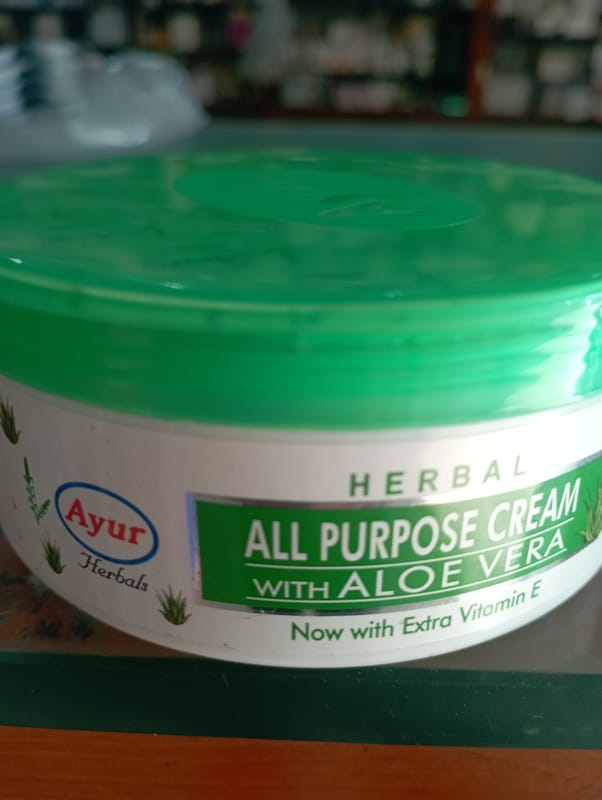 Ayur
Herbals
HERBAL
ALL PURPOSE CREAM
WITH ALOE VERA
Now with Extra Vitamin E